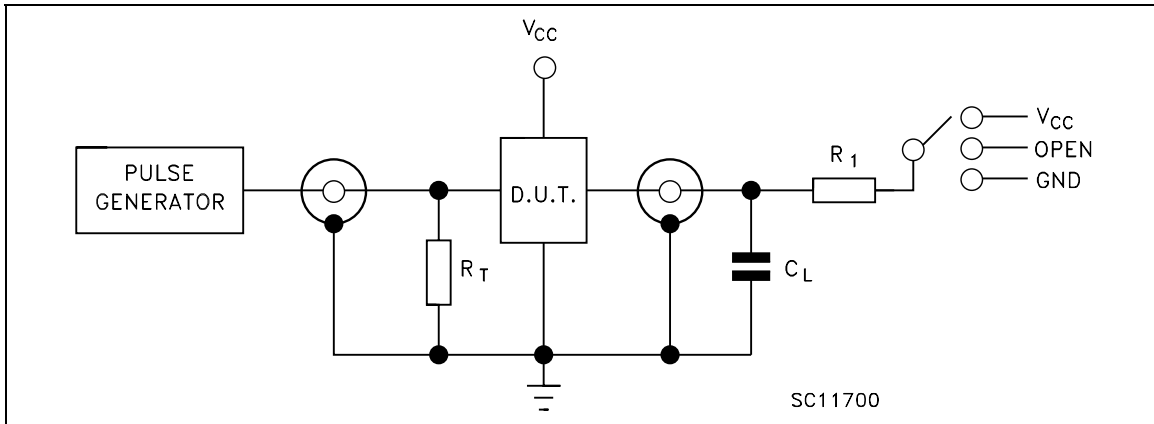 VCC
PULSE
GENERATOR
D.U.T.
RT
CL
R1
VCC
OPEN
GND
SC11700